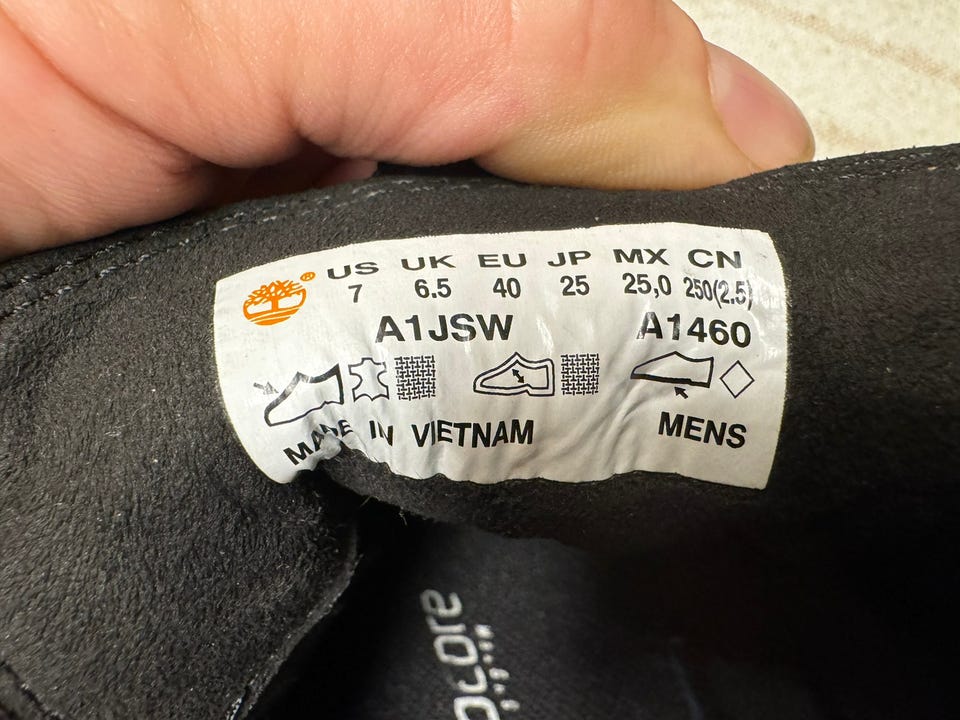 ® US UK EU JP MX CN
7 6.5 40 25 25,0 250(2.5)
A1JSW A1460
MADE IN VIETNAM MENS